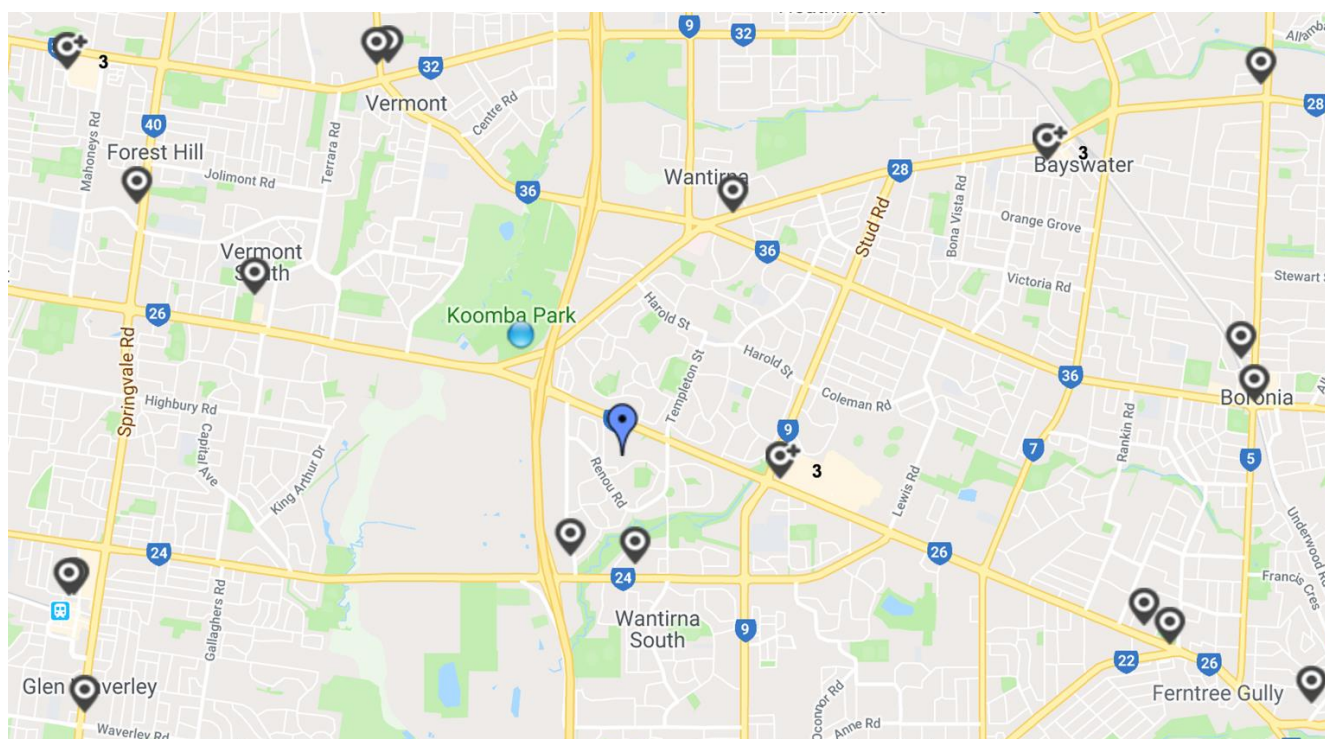 9
32
3
32
Vermont
Centre Rd
28
40
Mahoneys Rd
Forest Hill
Terrara Rd
Jolimont Rd
36
Wantirna
28
3
Bayswater
Stud Rd
Bona Vista Rd
Orange Grove
Vermont
South
36
Victoria Rd
Stewart S
Harold St
26
Koomba Park
Springvale Rd
Harold St
Templeton St
36
Coleman Rd
Boronia
Highbury Rd
Capital Ave
King Arthur Dr
9
Rankin Rd
7
5
Renou Rd
3
Lewis Rd
Underwood Rd
24
26
24
Francis Cres
Gallaghers Rd
Wantirna
South
9
22
26
Glen Waverley
Ferntree Gully
Oconnor Rd
Anne Rd
Waverley Rd